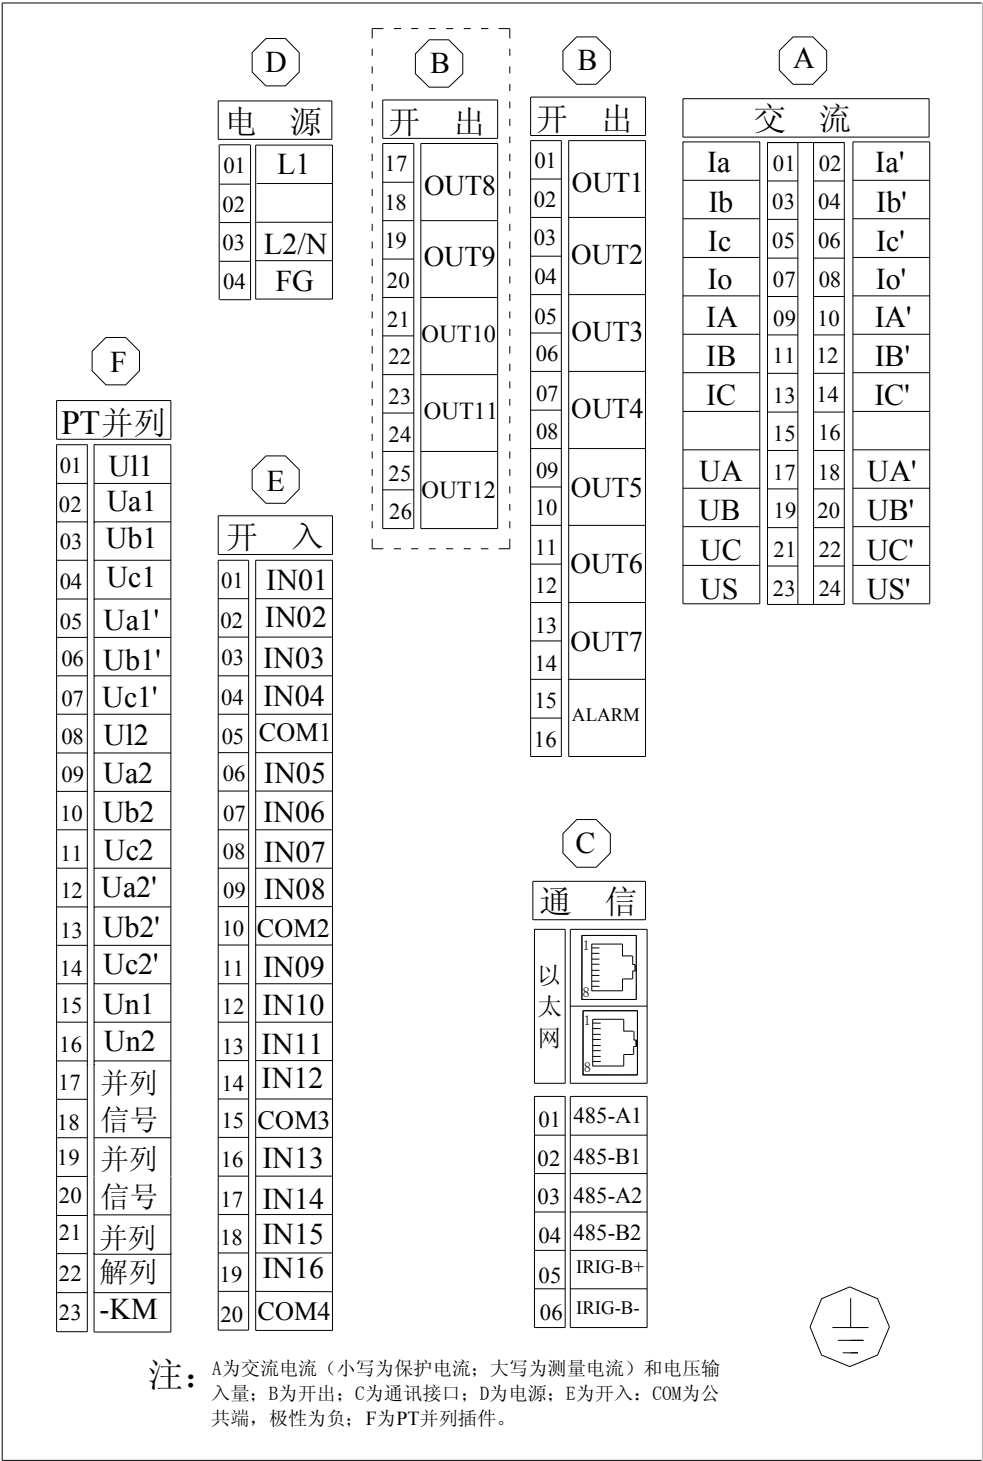 D
电 源
01 L1
02
03 L2/N
04 FG
B
开 出
17
18
OUT8
19
20
OUT9
21
22
OUT10
23
24
OUT11
25
26
OUT12
B
开 出
01
02
OUT1
03
04
OUT2
05
06
OUT3
07
08
OUT4
09
10
OUT5
11
12
OUT6
13
14
OUT7
15
16
ALARM
A
交 流
Ia 01 02 Ia'
Ib 03 04 Ib'
Ic 05 06 Ic'
Io 07 08 Io'
IA 09 10 IA'
IB 11 12 IB'
IC 13 14 IC'
15 16
UA 17 18 UA'
UB 19 20 UB'
UC 21 22 UC'
US 23 24 US'
F
PT并列
01 Ul1
02 Ua1
03 Ub1
04 Uc1
05 Ua1'
06 Ub1'
07 Uc1'
08 Ul2
09 Ua2
10 Ub2
11 Uc2
12 Ua2'
13 Ub2'
14 Uc2'
15 Un1
16 Un2
17 并列
18 信号
19 并列
20 信号
21 并列
22 解列
23 -KM
E
开 入
01 IN01
02 IN02
03 IN03
04 IN04
05 COM1
06 IN05
07 IN06
08 IN07
09 IN08
10 COM2
11 IN09
12 IN10
13 IN11
14 IN12
15 COM3
16 IN13
17 IN14
18 IN15
19 IN16
20 COM4
C
通 信
以太网
1
8
1
8
01 485-A1
02 485-B1
03 485-A2
04 485-B2
05 IRIG-B+
06 IRIG-B-
注：A为交流电流（小写为保护电流；大写为测量电流）和电压输
入量；B为开出；C为通讯接口；D为电源；E为开入：COM为公
共端，极性为负；F为PT并列插件。